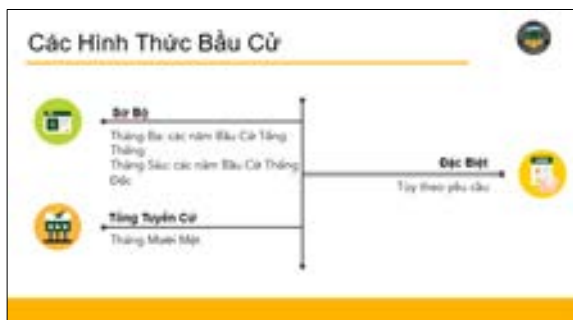 Các Hình Thức Bầu Cử
Sơ Bộ
Tháng Ba: các năm Bầu Cử Tổng
Thống
Tháng Sáu: các năm Bầu Cử Thống
Đốc
Đặc Biệt
Tùy theo yêu cầu
Tổng Tuyển Cử
Tháng Mười Một